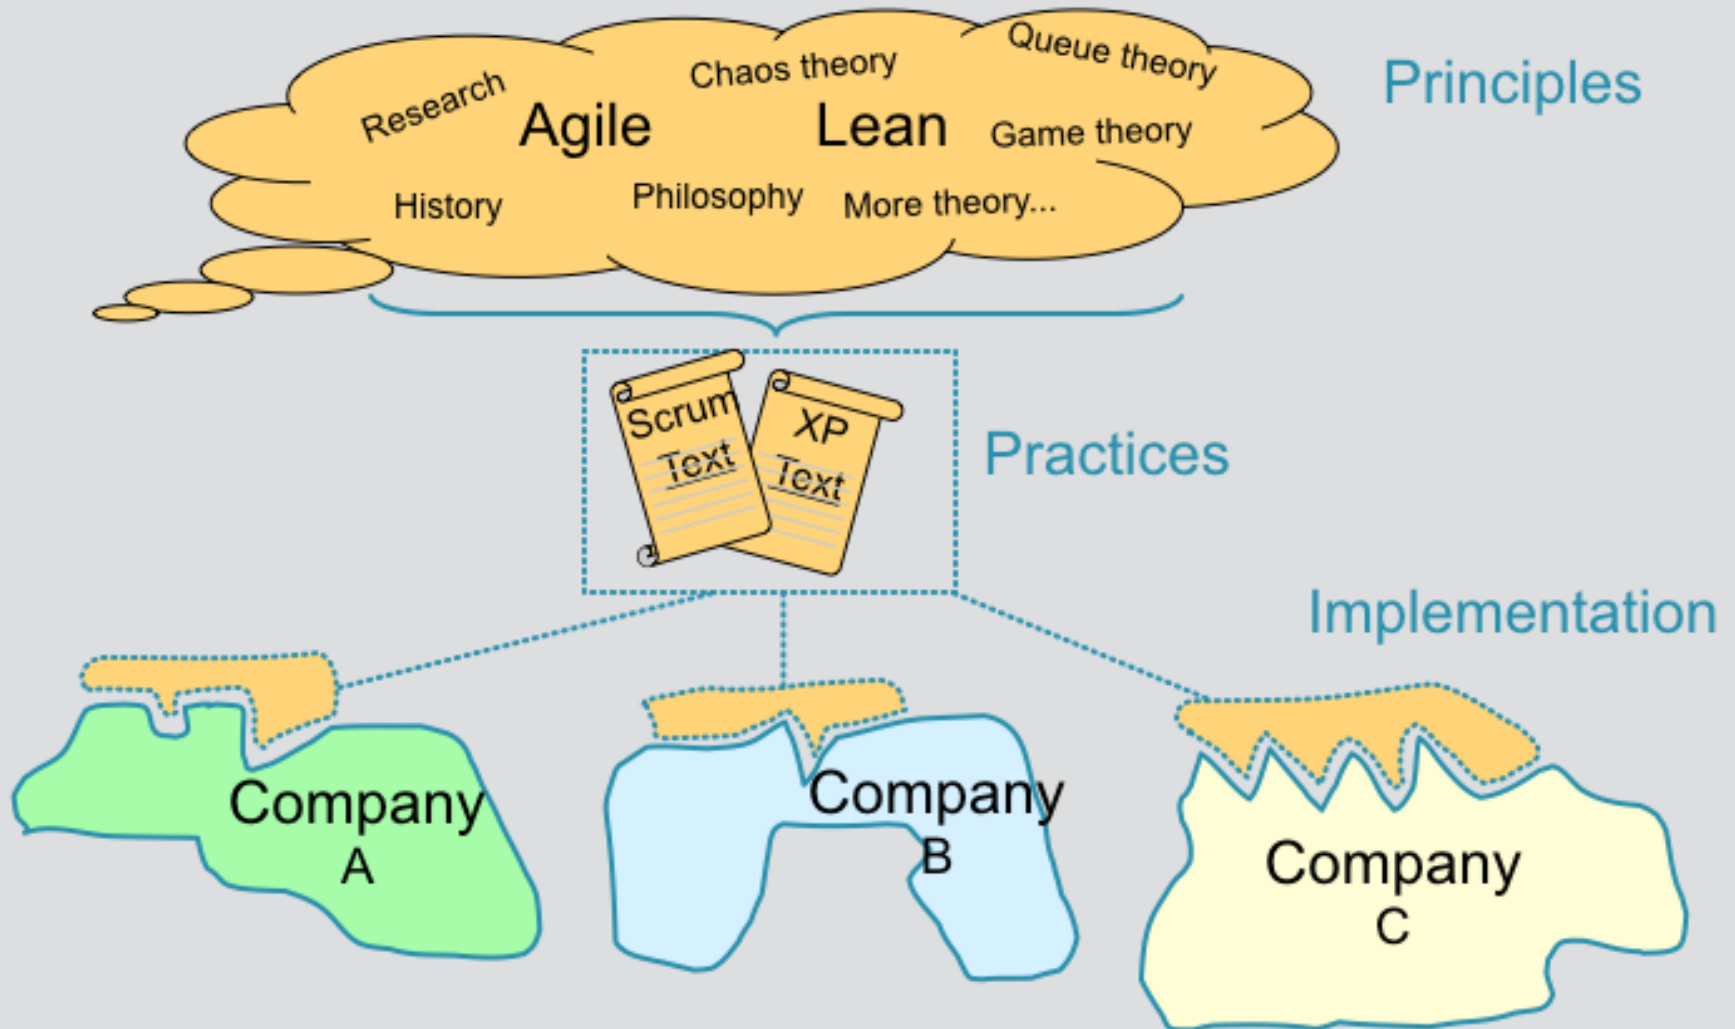 Queue theory
Chaos theory
Principles
Research
Agile
Lean
Game theory
History
Philosophy
More theory...
Scrum
Text
XP
Text
Practices
Implementation
Company
A
Company
B
Company
C